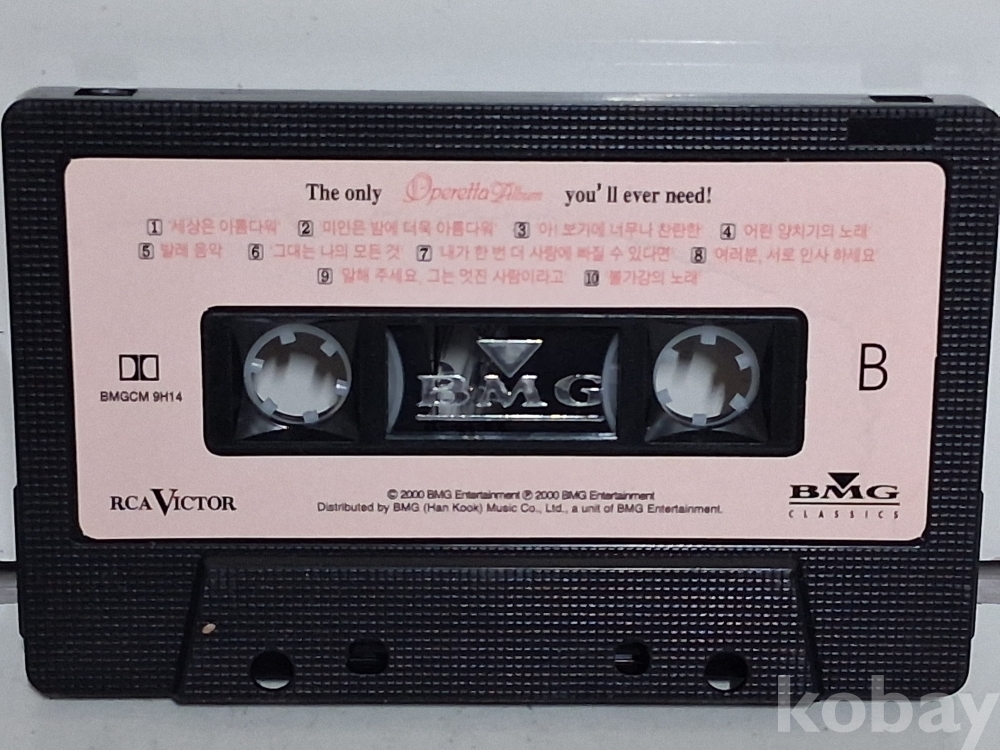 The only Operetta Album you'll ever need!
1 '세상은 아름다워' 2 '미인은 밤에 더욱 아름다워' 3 '아! 보기에 너무나 찬란한' 4 '어린 양치기의 노래'
5 '발레 음악' 6 '그대는 나의 모든 것' 7 '내가 한 번 더 사랑에 빠질 수 있다면' 8 '여러분, 서로 인사 하세요'
9 '말해 주세요, 그는 멋진 사람이라고' 10 '불가강의 노래'
BMG
B
BMGCM 9H14
RCA VICTOR
© 2000 BMG Entertainment ℗ 2000 BMG Entertainment
Distributed by BMG (Han Kook) Music Co., Ltd., a unit of BMG Entertainment.
BMG
CLASSICS
kobay